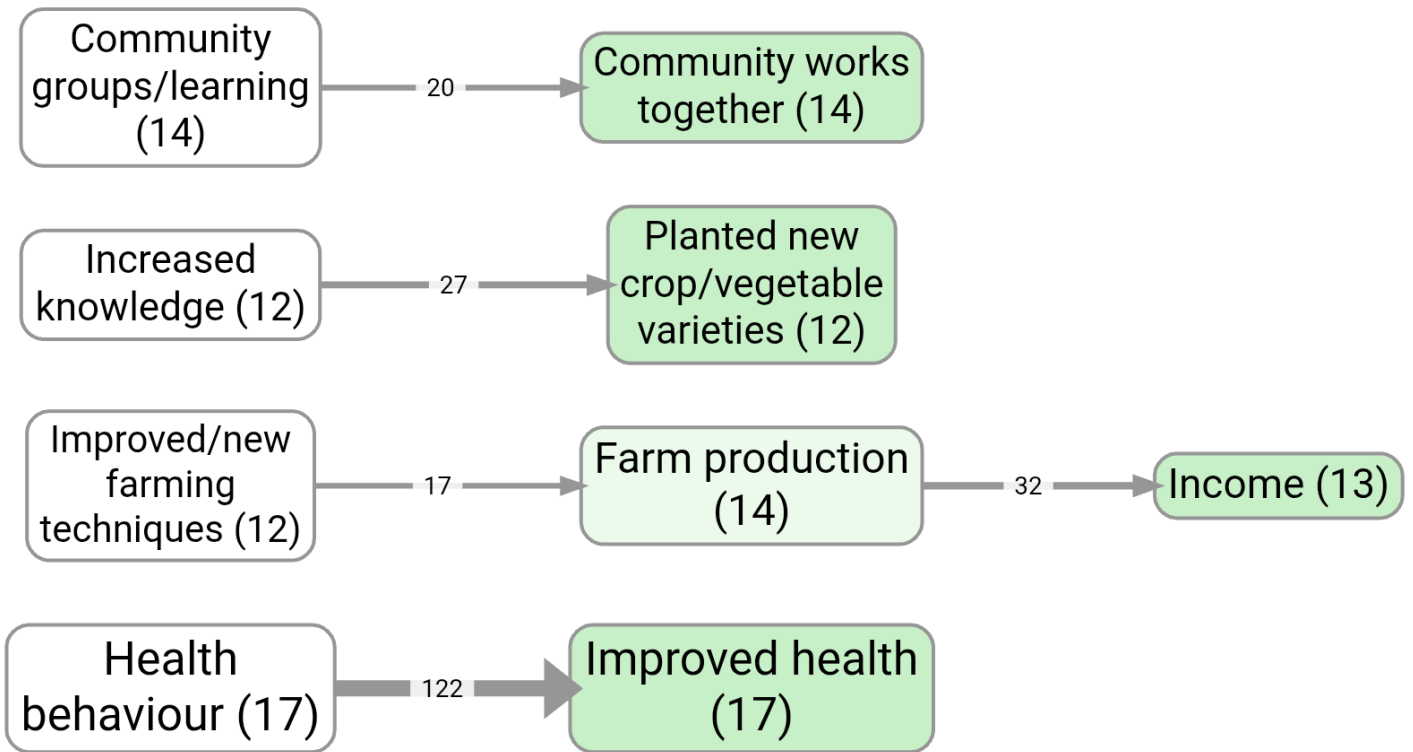 Community
groups/learning
(14)
20
Community works
together (14)
Increased
knowledge (12)
27
Planted new
crop/vegetable
varieties (12)
Improved/new
farming
techniques (12)
17
Farm production
(14)
32
Income (13)
Health
behaviour (17)
122
Improved health
(17)